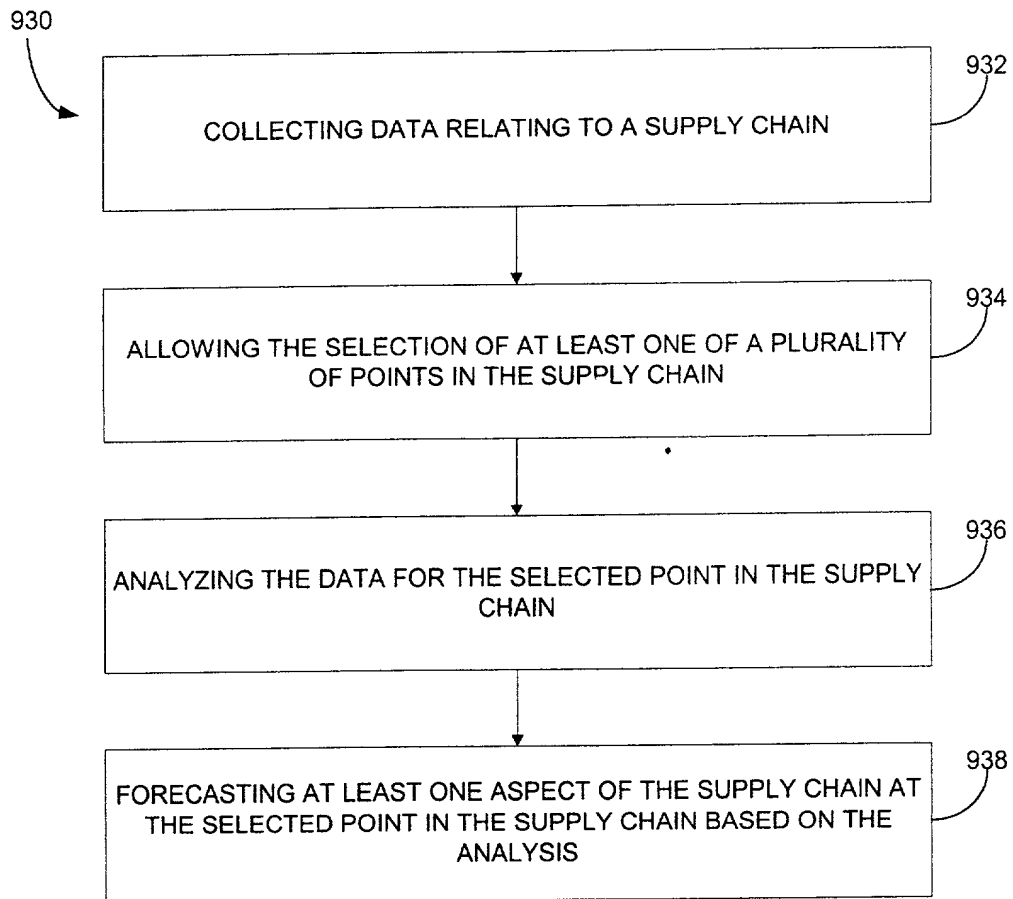 930
932
COLLECTING DATA RELATING TO A SUPPLY CHAIN
934
ALLOWING THE SELECTION OF AT LEAST ONE OF A PLURALITY
OF POINTS IN THE SUPPLY CHAIN
936
ANALYZING THE DATA FOR THE SELECTED POINT IN THE SUPPLY
CHAIN
938
FORECASTING AT LEAST ONE ASPECT OF THE SUPPLY CHAIN AT
THE SELECTED POINT IN THE SUPPLY CHAIN BASED ON THE
ANALYSIS